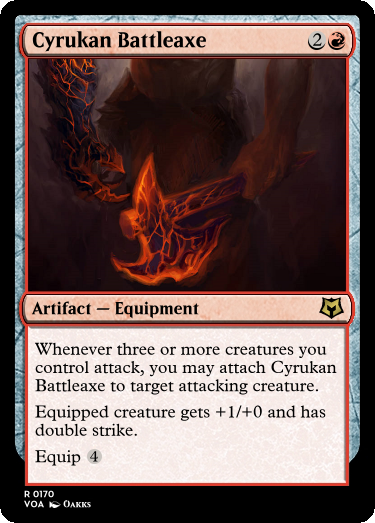 Cyrukan Battleaxe 2
Artifact — Equipment
Whenever three or more creatures you
control attack, you may attach Cyrukan
Battleaxe to target attacking creature.
Equipped creature gets +1/+0 and has
double strike.
Equip 4
R 0170
VOA Oakks